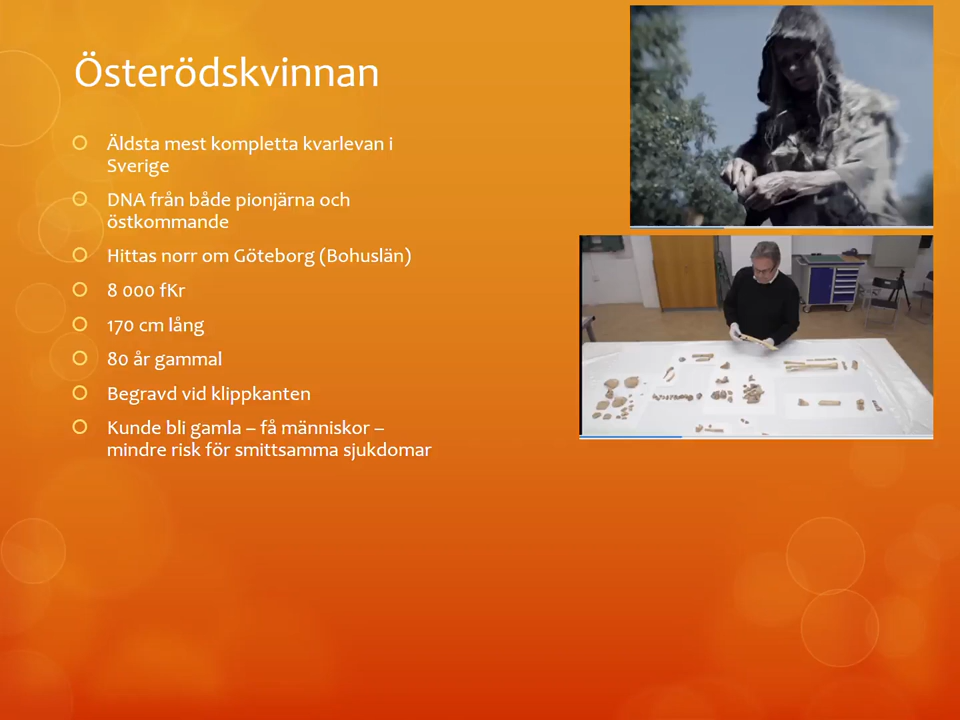 Österödskvinnan
Äldsta mest kompletta kvarlevan i
Sverige
DNA från både pionjärna och
östkommande
Hittas norr om Göteborg (Bohuslän)
8 000 fKr
170 cm lång
80 år gammal
Begravd vid klippkanten
Kunde bli gamla – få människor –
mindre risk för smittsamma sjukdomar